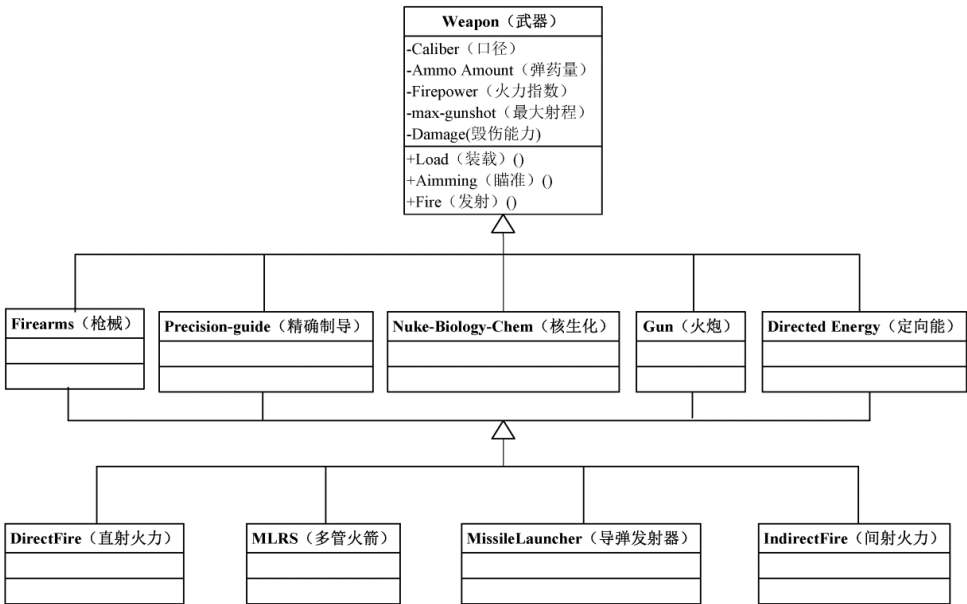 Weapon（武器）
-Caliber（口径）
-Ammo Amount（弹药量）
-Firepower（火力指数）
-max-gunshot（最大射程）
-Damage(毁伤能力)
+Load（装载）()
+Aimming（瞄准）()
+Fire（发射）()
Firearms（枪械）
Precision-guide（精确制导）
Nuke-Biology-Chem（核生化）
Gun（火炮）
Directed Energy（定向能）
DirectFire（直射火力）
MLRS（多管火箭）
MissileLauncher（导弹发射器）
IndirectFire（间射火力）